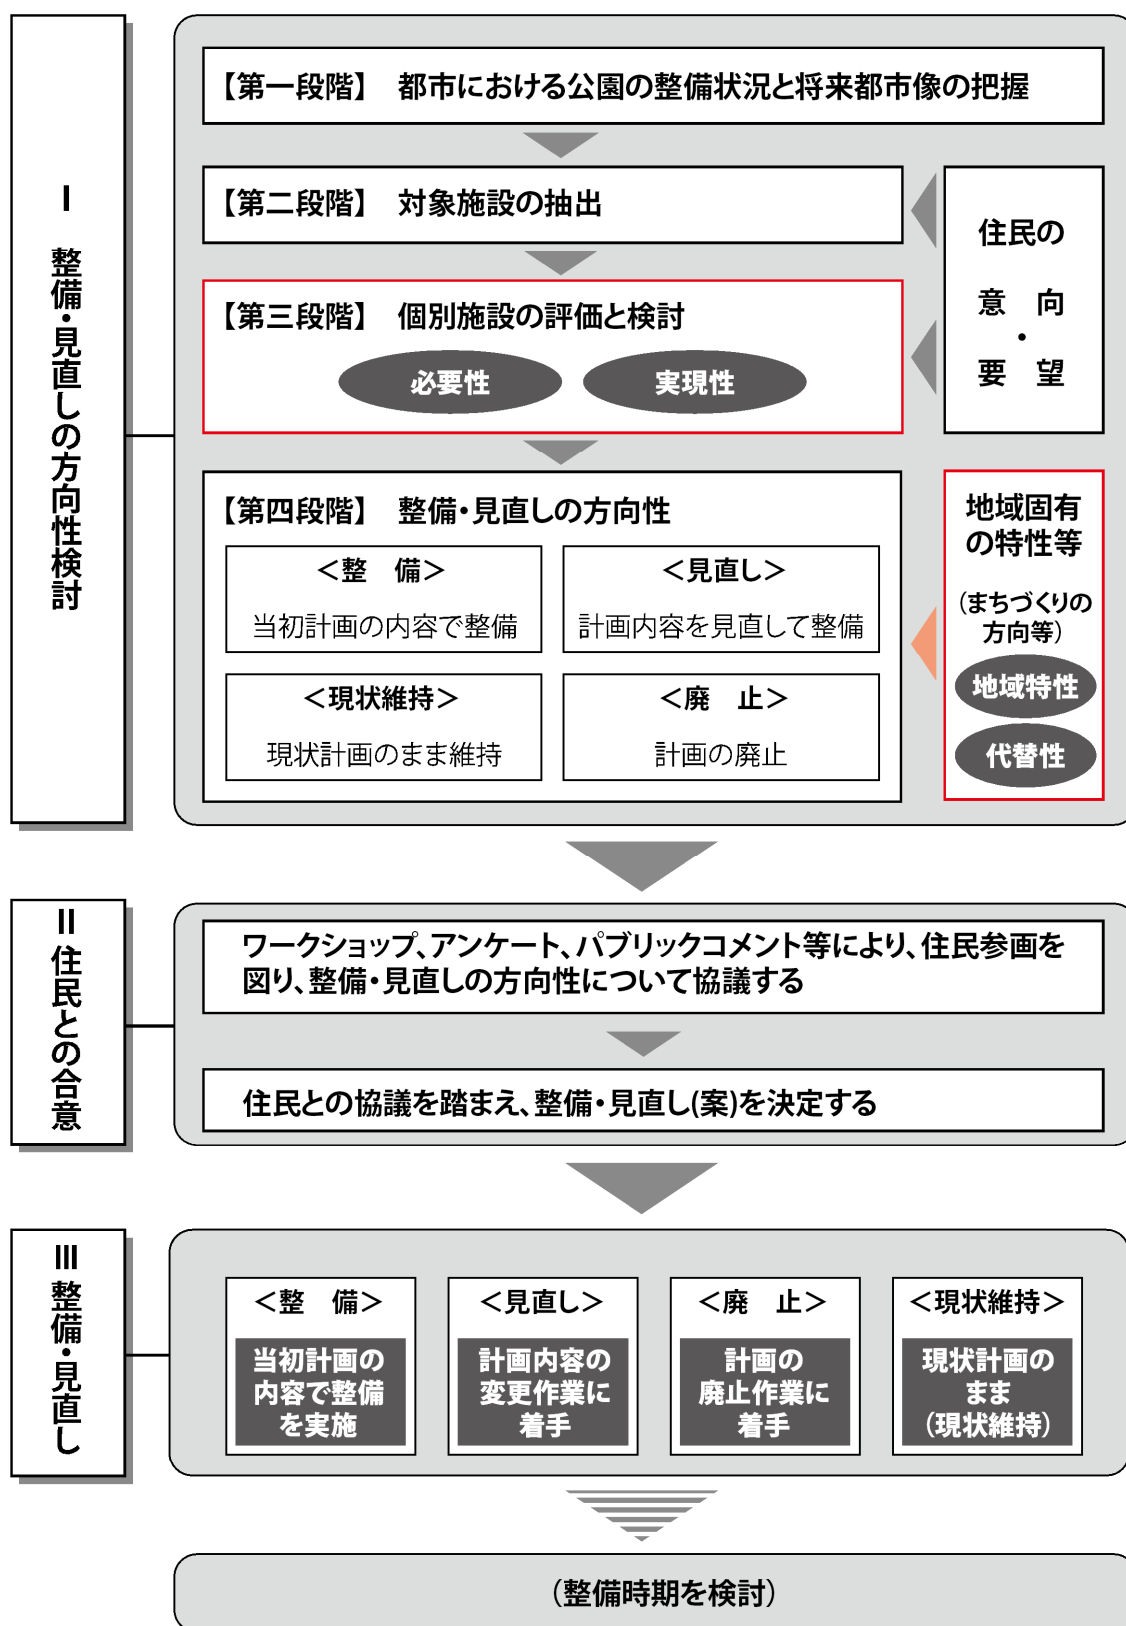 Ⅰ 整備・見直しの方向性検討
【第一段階】 都市における公園の整備状況と将来都市像の把握
【第二段階】 対象施設の抽出
【第三段階】 個別施設の評価と検討
必要性 実現性
住民の
意 向
・
要 望
【第四段階】 整備・見直しの方向性
＜整 備＞
当初計画の内容で整備
＜見直し＞
計画内容を見直して整備
＜現状維持＞
現状計画のまま維持
＜廃 止＞
計画の廃止
地域固有
の特性等
(まちづくりの
方向等)
地域特性
代替性
Ⅱ 住民との合意
ワークショップ、アンケート、パブリックコメント等により、住民参画を
図り、整備・見直しの方向性について協議する
住民との協議を踏まえ、整備・見直し(案)を決定する
Ⅲ 整備・見直し
＜整 備＞
当初計画の
内容で整備
を実施
＜見直し＞
計画内容の
変更作業に
着手
＜廃 止＞
計画の
廃止作業に
着手
＜現状維持＞
現状計画の
まま
(現状維持)
(整備時期を検討)